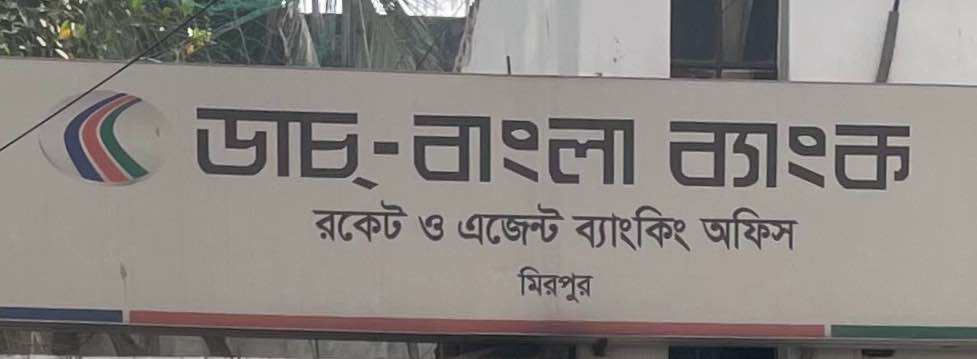 ডাচ্-বাংলা ব্যাংক
রকেট ও এজেন্ট ব্যাংকিং অফিস
মিরপুর